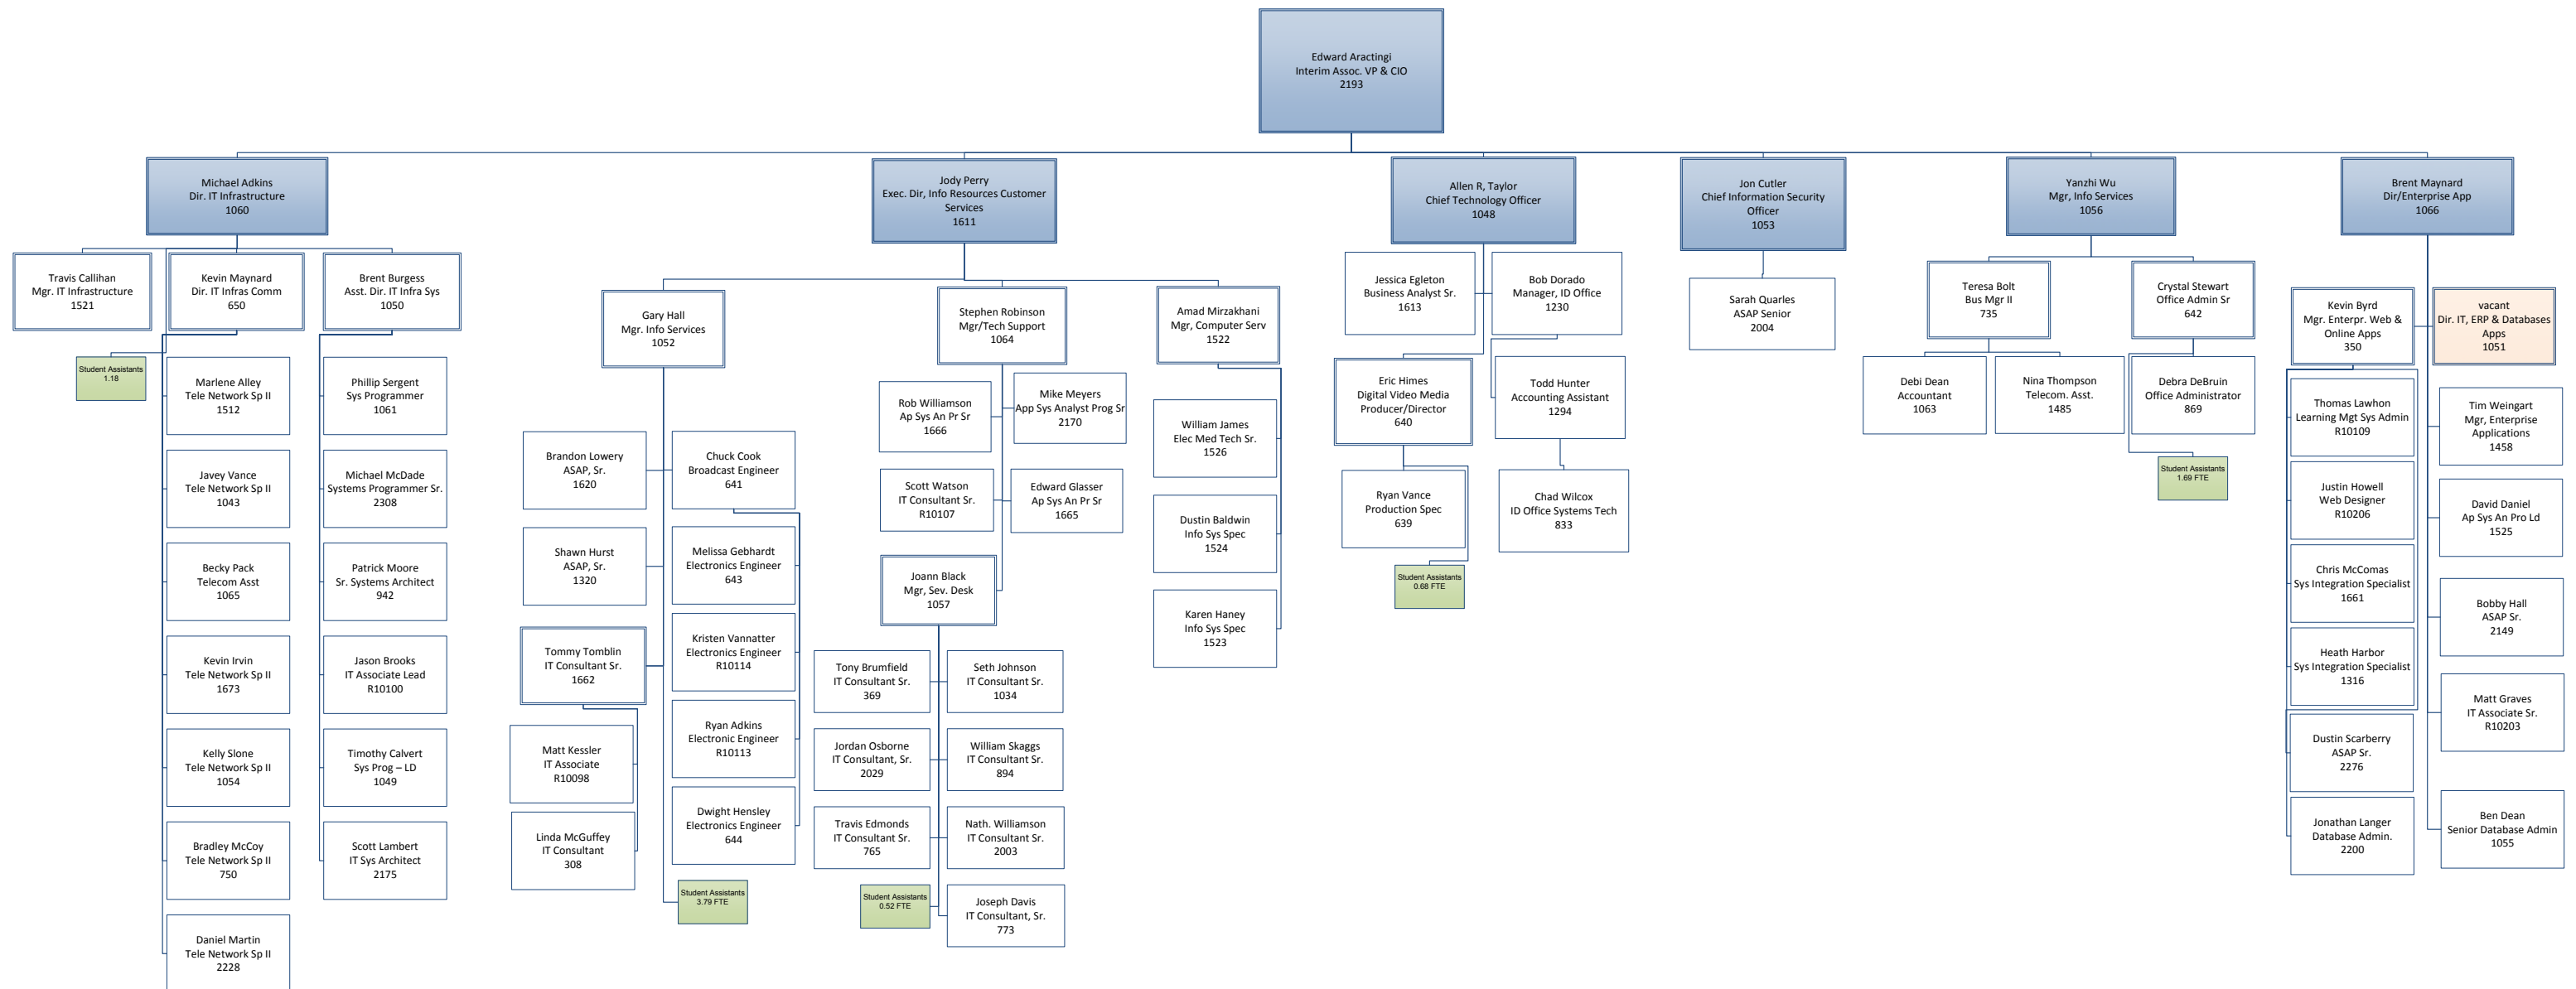 Edward Aractingi
Interim Assoc. VP & CIO
2193
Michael Adkins
Dir. IT Infrastructure
1060
Jody Perry
Exec. Dir, Info Resources Customer
Services
1611
Allen R, Taylor
Chief Technology Officer
1048
Jon Cutler
Chief Information Security
Officer
1053
Yanzhi Wu
Mgr, Info Services
1056
Brent Maynard
Dir/Enterprise App
1066
Travis Callihan
Mgr. IT Infrastructure
1521
Kevin Maynard
Dir. IT Infras Comm
650
Brent Burgess
Asst. Dir. IT Infra Sys
1050
Student Assistants
1.18
Marlene Alley
Tele Network Sp II
1512
Javey Vance
Tele Network Sp II
1043
Becky Pack
Telecom Asst
1065
Kevin Irvin
Tele Network Sp II
1673
Kelly Slone
Tele Network Sp II
1054
Bradley McCoy
Tele Network Sp II
750
Daniel Martin
Tele Network Sp II
2228
Phillip Sergent
Sys Programmer
1061
Michael McDade
Systems Programmer Sr.
2308
Patrick Moore
Sr. Systems Architect
942
Jason Brooks
IT Associate Lead
R10100
Timothy Calvert
Sys Prog – LD
1049
Scott Lambert
IT Sys Architect
2175
Gary Hall
Mgr. Info Services
1052
Brandon Lowery
ASAP, Sr.
1620
Shawn Hurst
ASAP, Sr.
1320
Tommy Tomblin
IT Consultant Sr.
1662
Matt Kessler
IT Associate
R10098
Linda McGuffey
IT Consultant
308
Chuck Cook
Broadcast Engineer
641
Melissa Gebhardt
Electronics Engineer
643
Kristen Vannatter
Electronics Engineer
R10114
Ryan Adkins
Electronic Engineer
R10113
Dwight Hensley
Electronics Engineer
644
Student Assistants
3.79 FTE
Stephen Robinson
Mgr/Tech Support
1064
Rob Williamson
Ap Sys An Pr Sr
1666
Mike Meyers
App Sys Analyst Prog Sr
2170
Scott Watson
IT Consultant Sr.
R10107
Edward Glasser
Ap Sys An Pr Sr
1665
Joann Black
Mgr, Sev. Desk
1057
Tony Brumfield
IT Consultant Sr.
369
Seth Johnson
IT Consultant Sr.
1034
Jordan Osborne
IT Consultant, Sr.
2029
William Skaggs
IT Consultant Sr.
894
Travis Edmonds
IT Consultant Sr.
765
Nath. Williamson
IT Consultant Sr.
2003
Student Assistants
0.52 FTE
Joseph Davis
IT Consultant, Sr.
773
Amad Mirzakhani
Mgr, Computer Serv
1522
William James
Elec Med Tech Sr.
1526
Dustin Baldwin
Info Sys Spec
1524
Karen Haney
Info Sys Spec
1523
Jessica Egleton
Business Analyst Sr.
1613
Bob Dorado
Manager, ID Office
1230
Eric Himes
Digital Video Media
Producer/Director
640
Todd Hunter
Accounting Assistant
1294
Ryan Vance
Production Spec
639
Chad Wilcox
ID Office Systems Tech
833
Student Assistants
0.68 FTE
Sarah Quarles
ASAP Senior
2004
Teresa Bolt
Bus Mgr II
735
Crystal Stewart
Office Admin Sr
642
Debi Dean
Accountant
1063
Nina Thompson
Telecom. Asst.
1485
Debra DeBruin
Office Administrator
869
Student Assistants
1.69 FTE
Kevin Byrd
Mgr. Enterpr. Web &
Online Apps
350
vacant
Dir. IT, ERP & Databases
Apps
1051
Thomas Lawhon
Learning Mgt Sys Admin
R10109
Justin Howell
Web Designer
R10206
Chris McComas
Sys Integration Specialist
1661
Heath Harbor
Sys Integration Specialist
1316
Dustin Scarberry
ASAP Sr.
2276
Jonathan Langer
Database Admin.
2200
Tim Weingart
Mgr, Enterprise
Applications
1458
David Daniel
Ap Sys An Pro Ld
1525
Bobby Hall
ASAP Sr.
2149
Matt Graves
IT Associate Sr.
R10203
Ben Dean
Senior Database Admin
1055